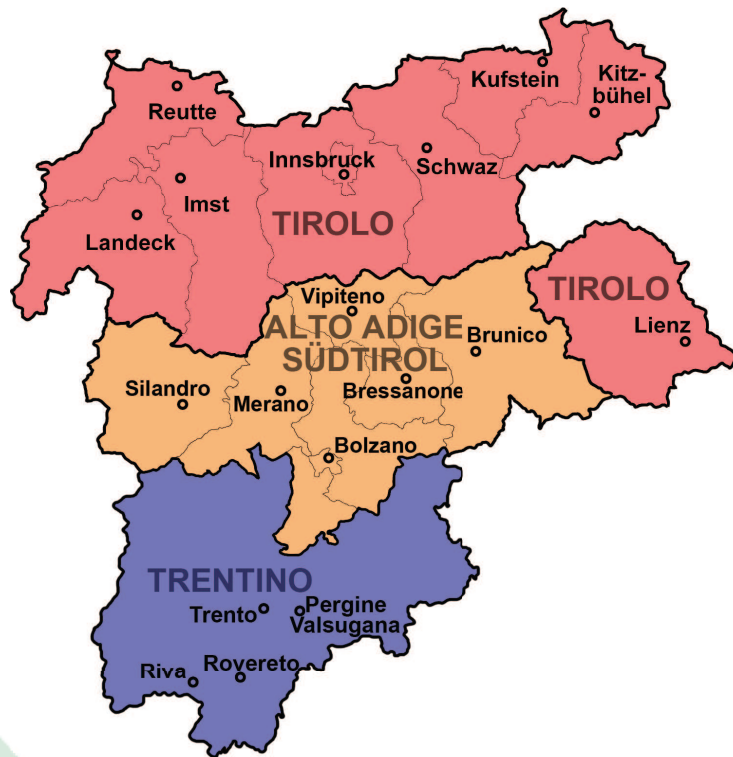 Kufstein
Kitz-
bühel
Reutte
Innsbruck
Schwaz
Imst
Landeck
TIROLO
TIROLO
Vipiteno
ALTO ADIGE
SÜDTIROL
Brunico
Lienz
Silandro
Merano
Bressanone
Bolzano
TRENTINO
Trento
Pergine
Valsugana
Riva
Rovereto